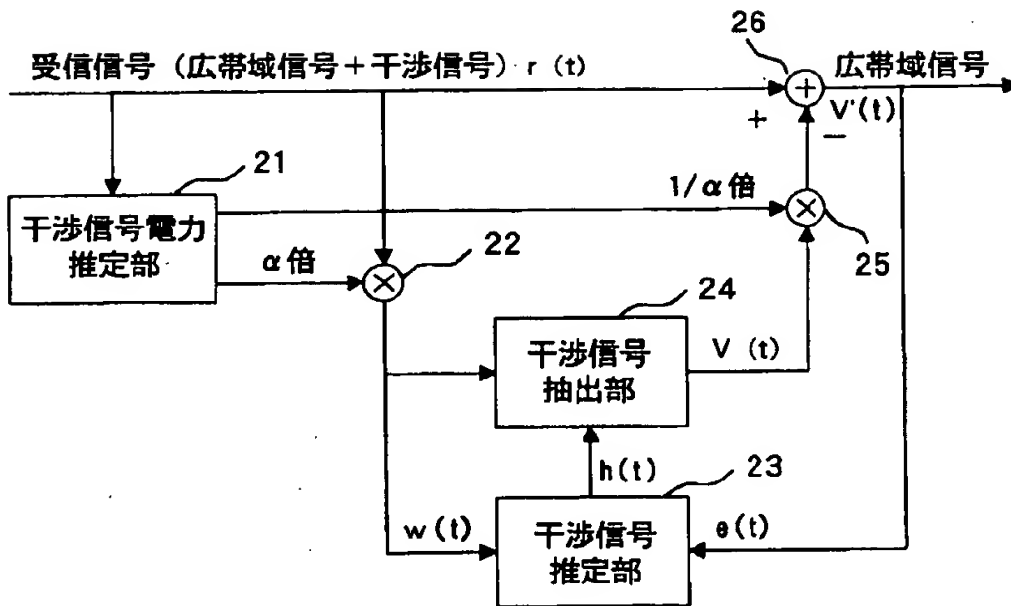 26
受信信号（広帯域信号＋干渉信号）r (t)
広帯域信号
+
V'(t)
−
21
1/α倍
干渉信号電力
推定部
α倍
22
25
24
干渉信号
抽出部
V (t)
h(t)
23
w(t)
干渉信号
推定部
e(t)